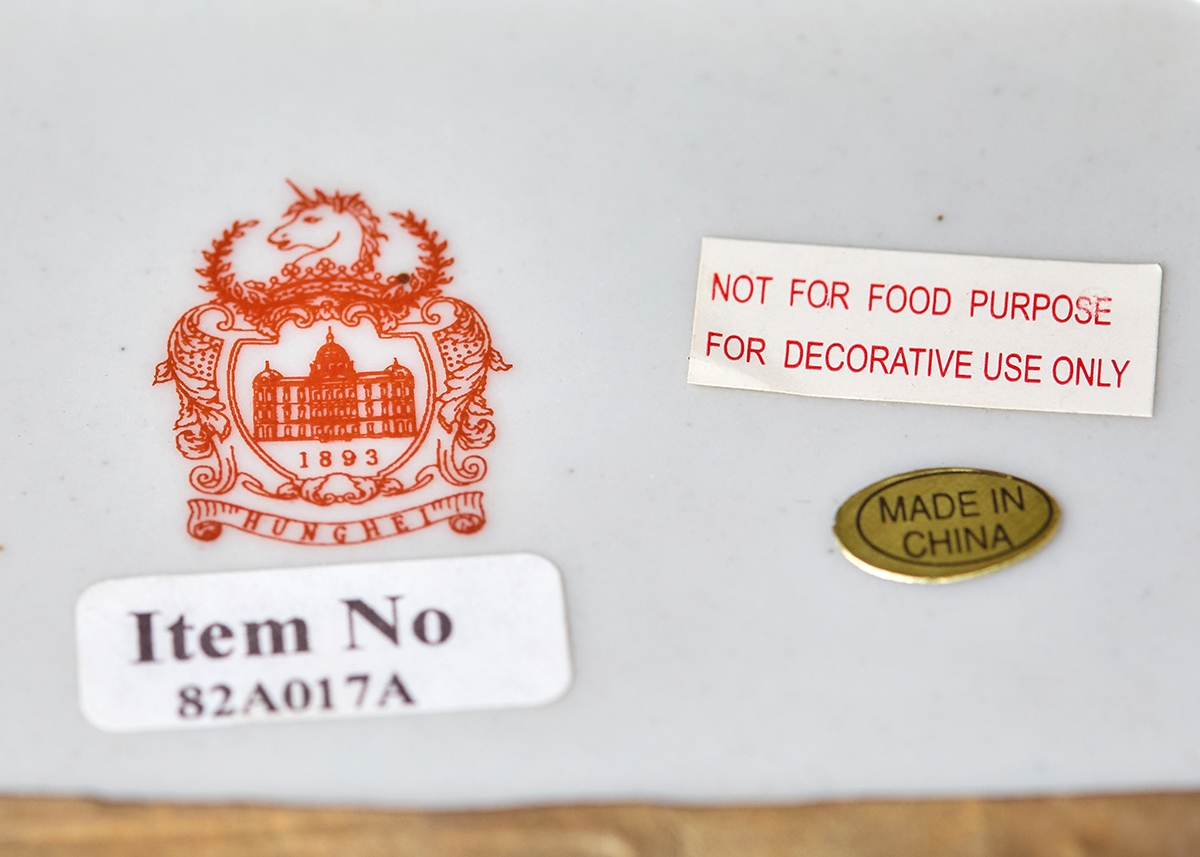 1893
HUNGHEI
Item No
82A017A
NOT FOR FOOD PURPOSE
FOR DECORATIVE USE ONLY
MADE IN
CHINA